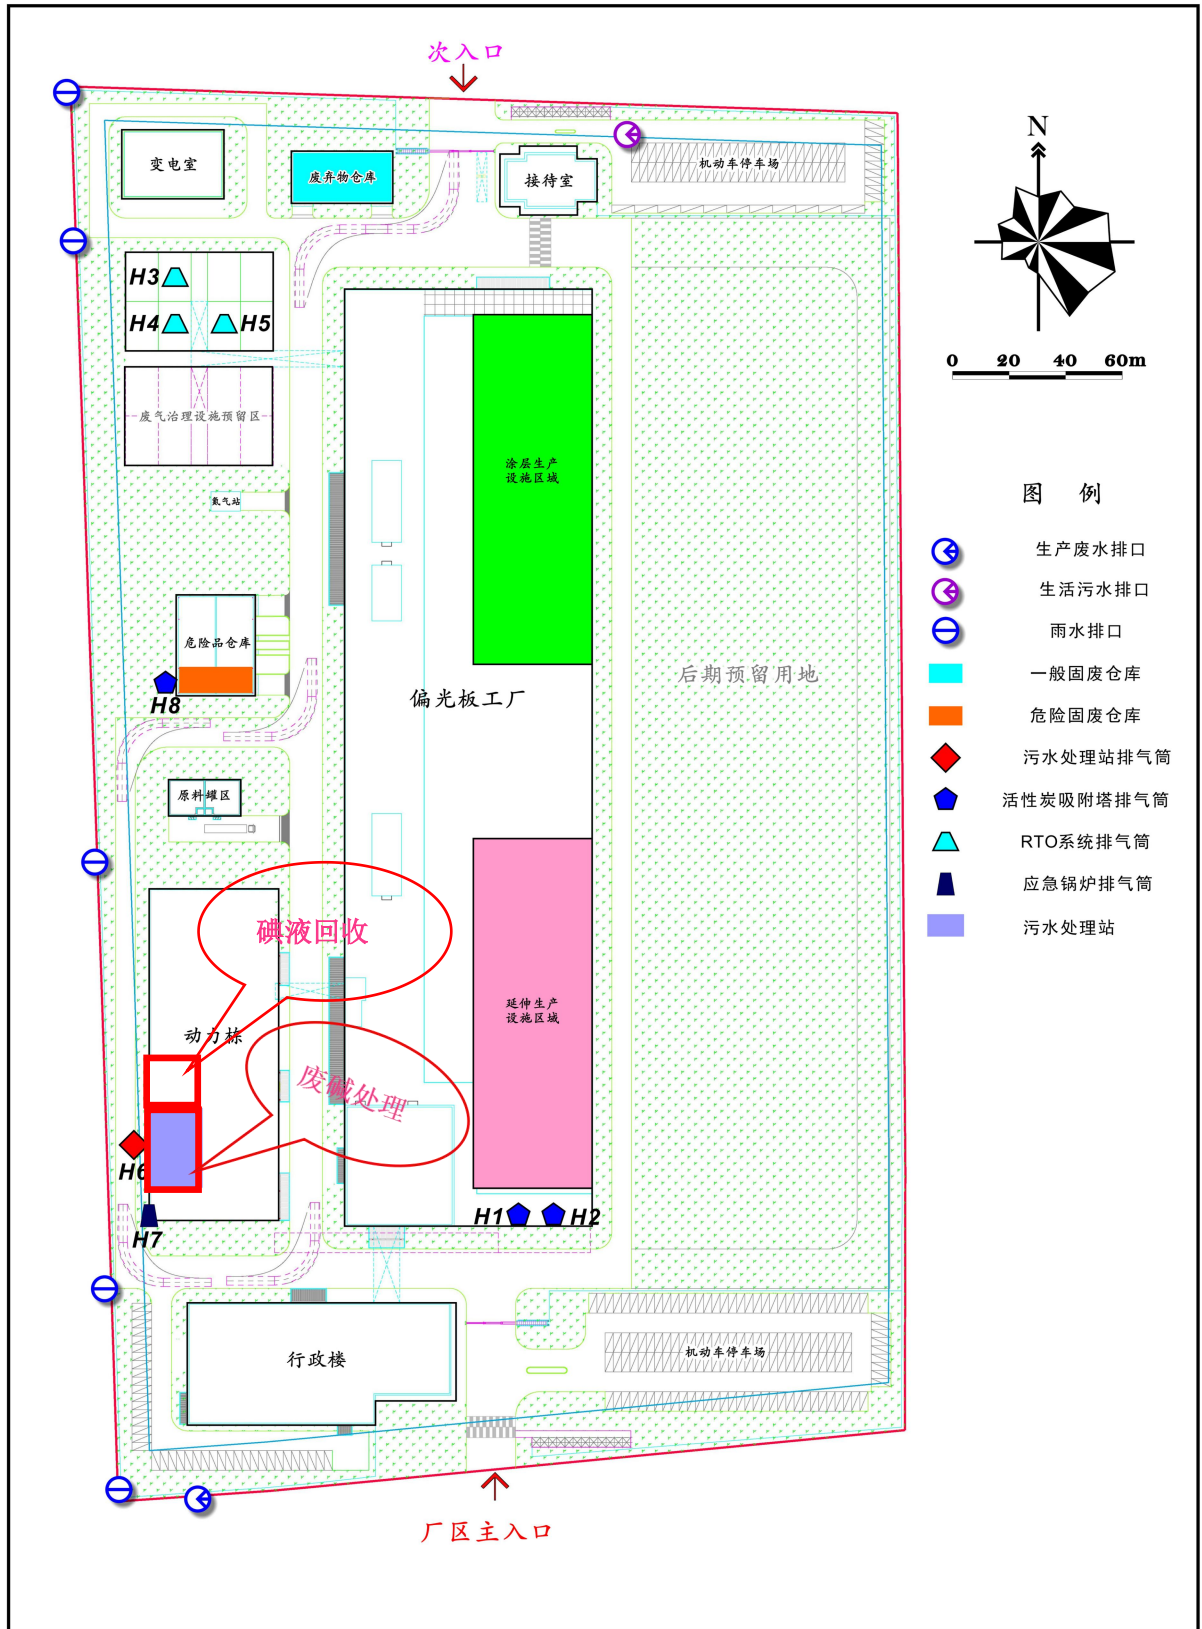 次入口
N
变电室
废弃物仓库
接待室
机动车停车场
H3
H4
H5
0 20 40 60m
废气治理设施预留区
氮气站
涂层生产
设施区域
图 例
生产废水排口
生活污水排口
雨水排口
一般固废仓库
危险固废仓库
污水处理站排气筒
活性炭吸附塔排气筒
RTO系统排气筒
应急锅炉排气筒
污水处理站
危险品仓库
H8
偏光板工厂
后期预留用地
原料罐区
碘液回收
动力栋
延伸生产
设施区域
废碱处理
H6
H7
H1
H2
行政楼
机动车停车场
厂区主入口